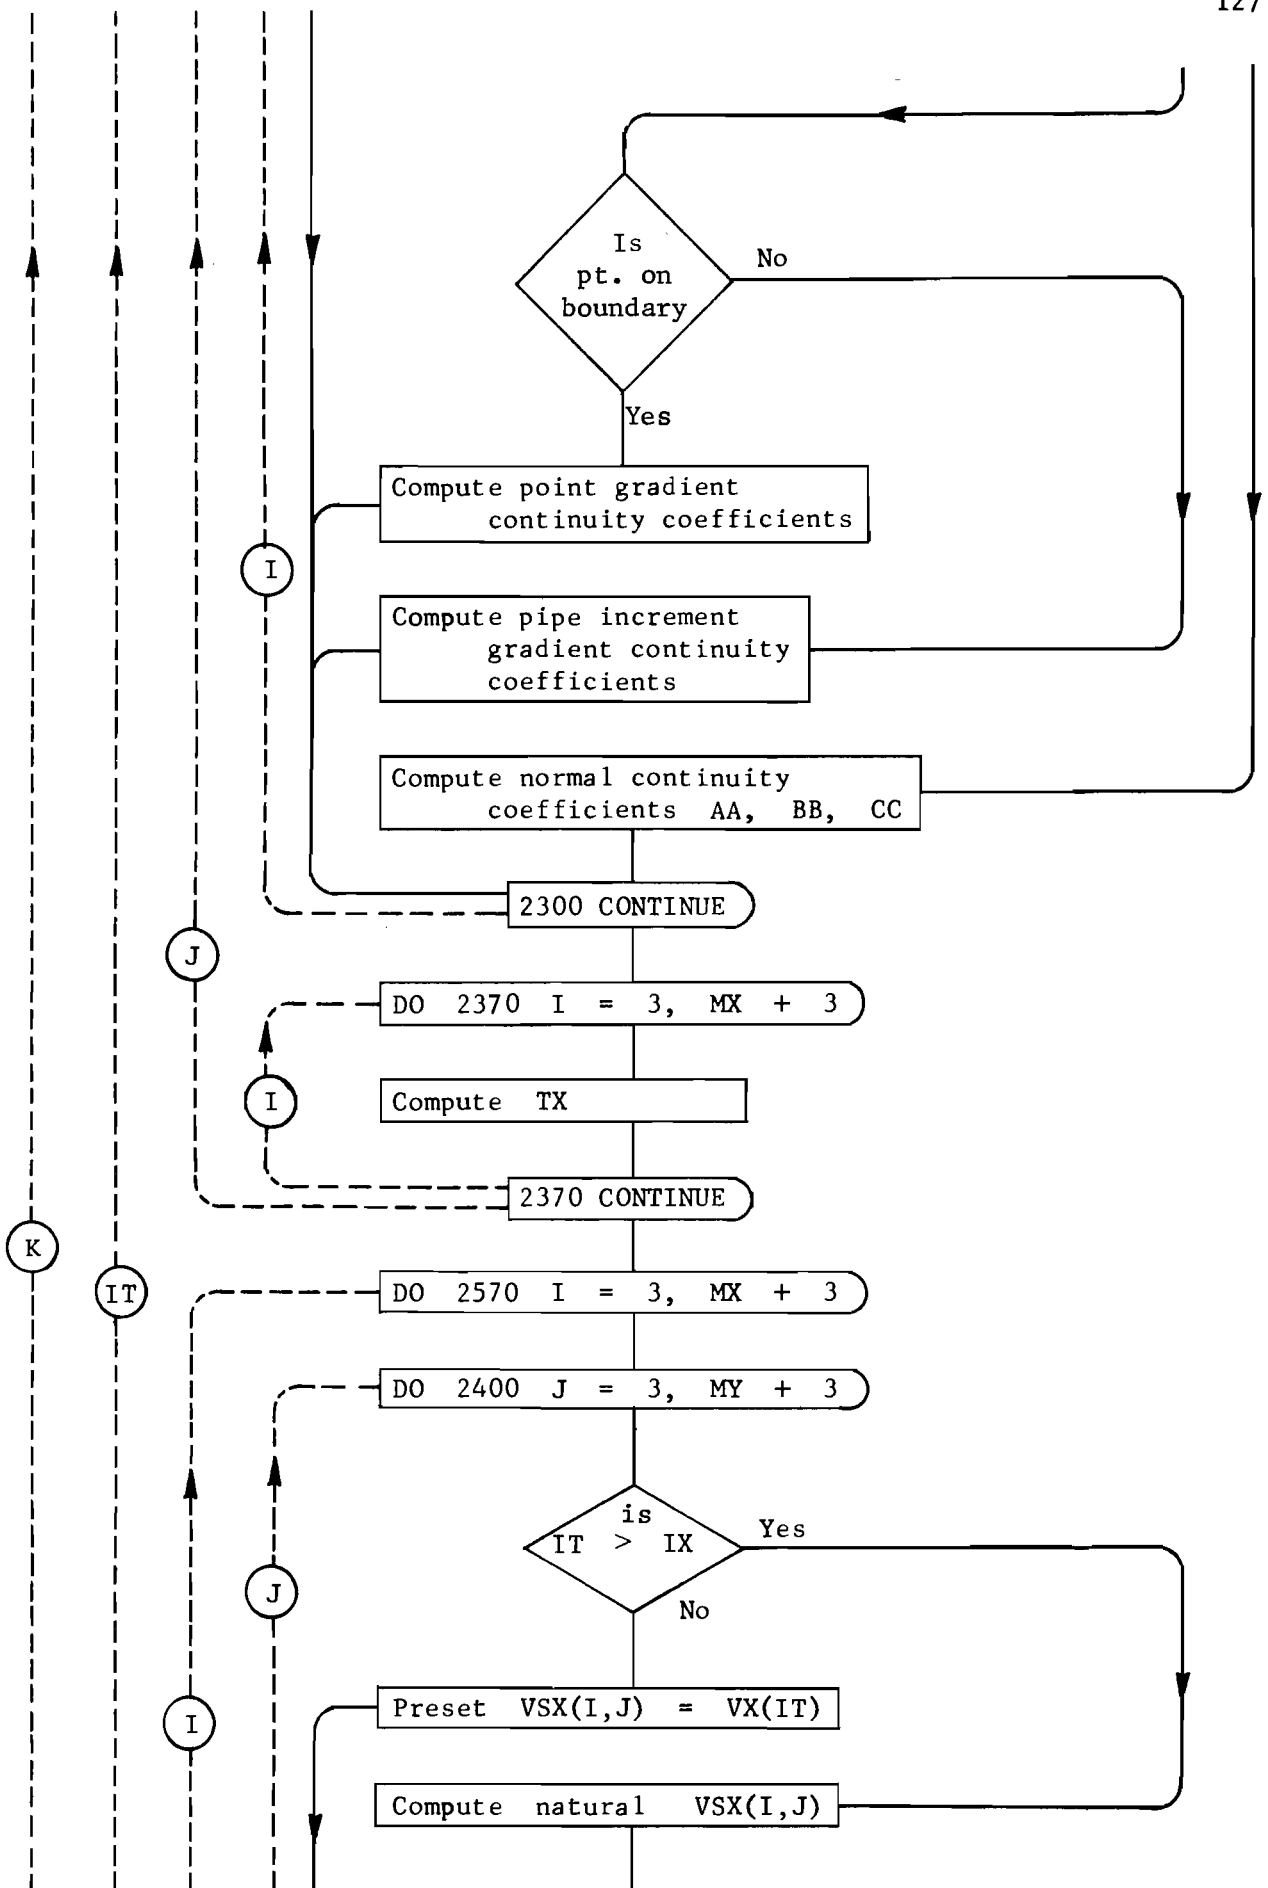 127
Is
pt. on
boundary
No
Yes
Compute point gradient
continuity coefficients
I
Compute pipe increment
gradient continuity
coefficients
Compute normal continuity
coefficients AA, BB, CC
2300 CONTINUE
J
DO 2370 I = 3, MX + 3
I
Compute TX
2370 CONTINUE
K
IT
DO 2570 I = 3, MX + 3
DO 2400 J = 3, MY + 3
is
IT > IX
Yes
No
J
I
Preset VSX(I,J) = VX(IT)
Compute natural VSX(I,J)